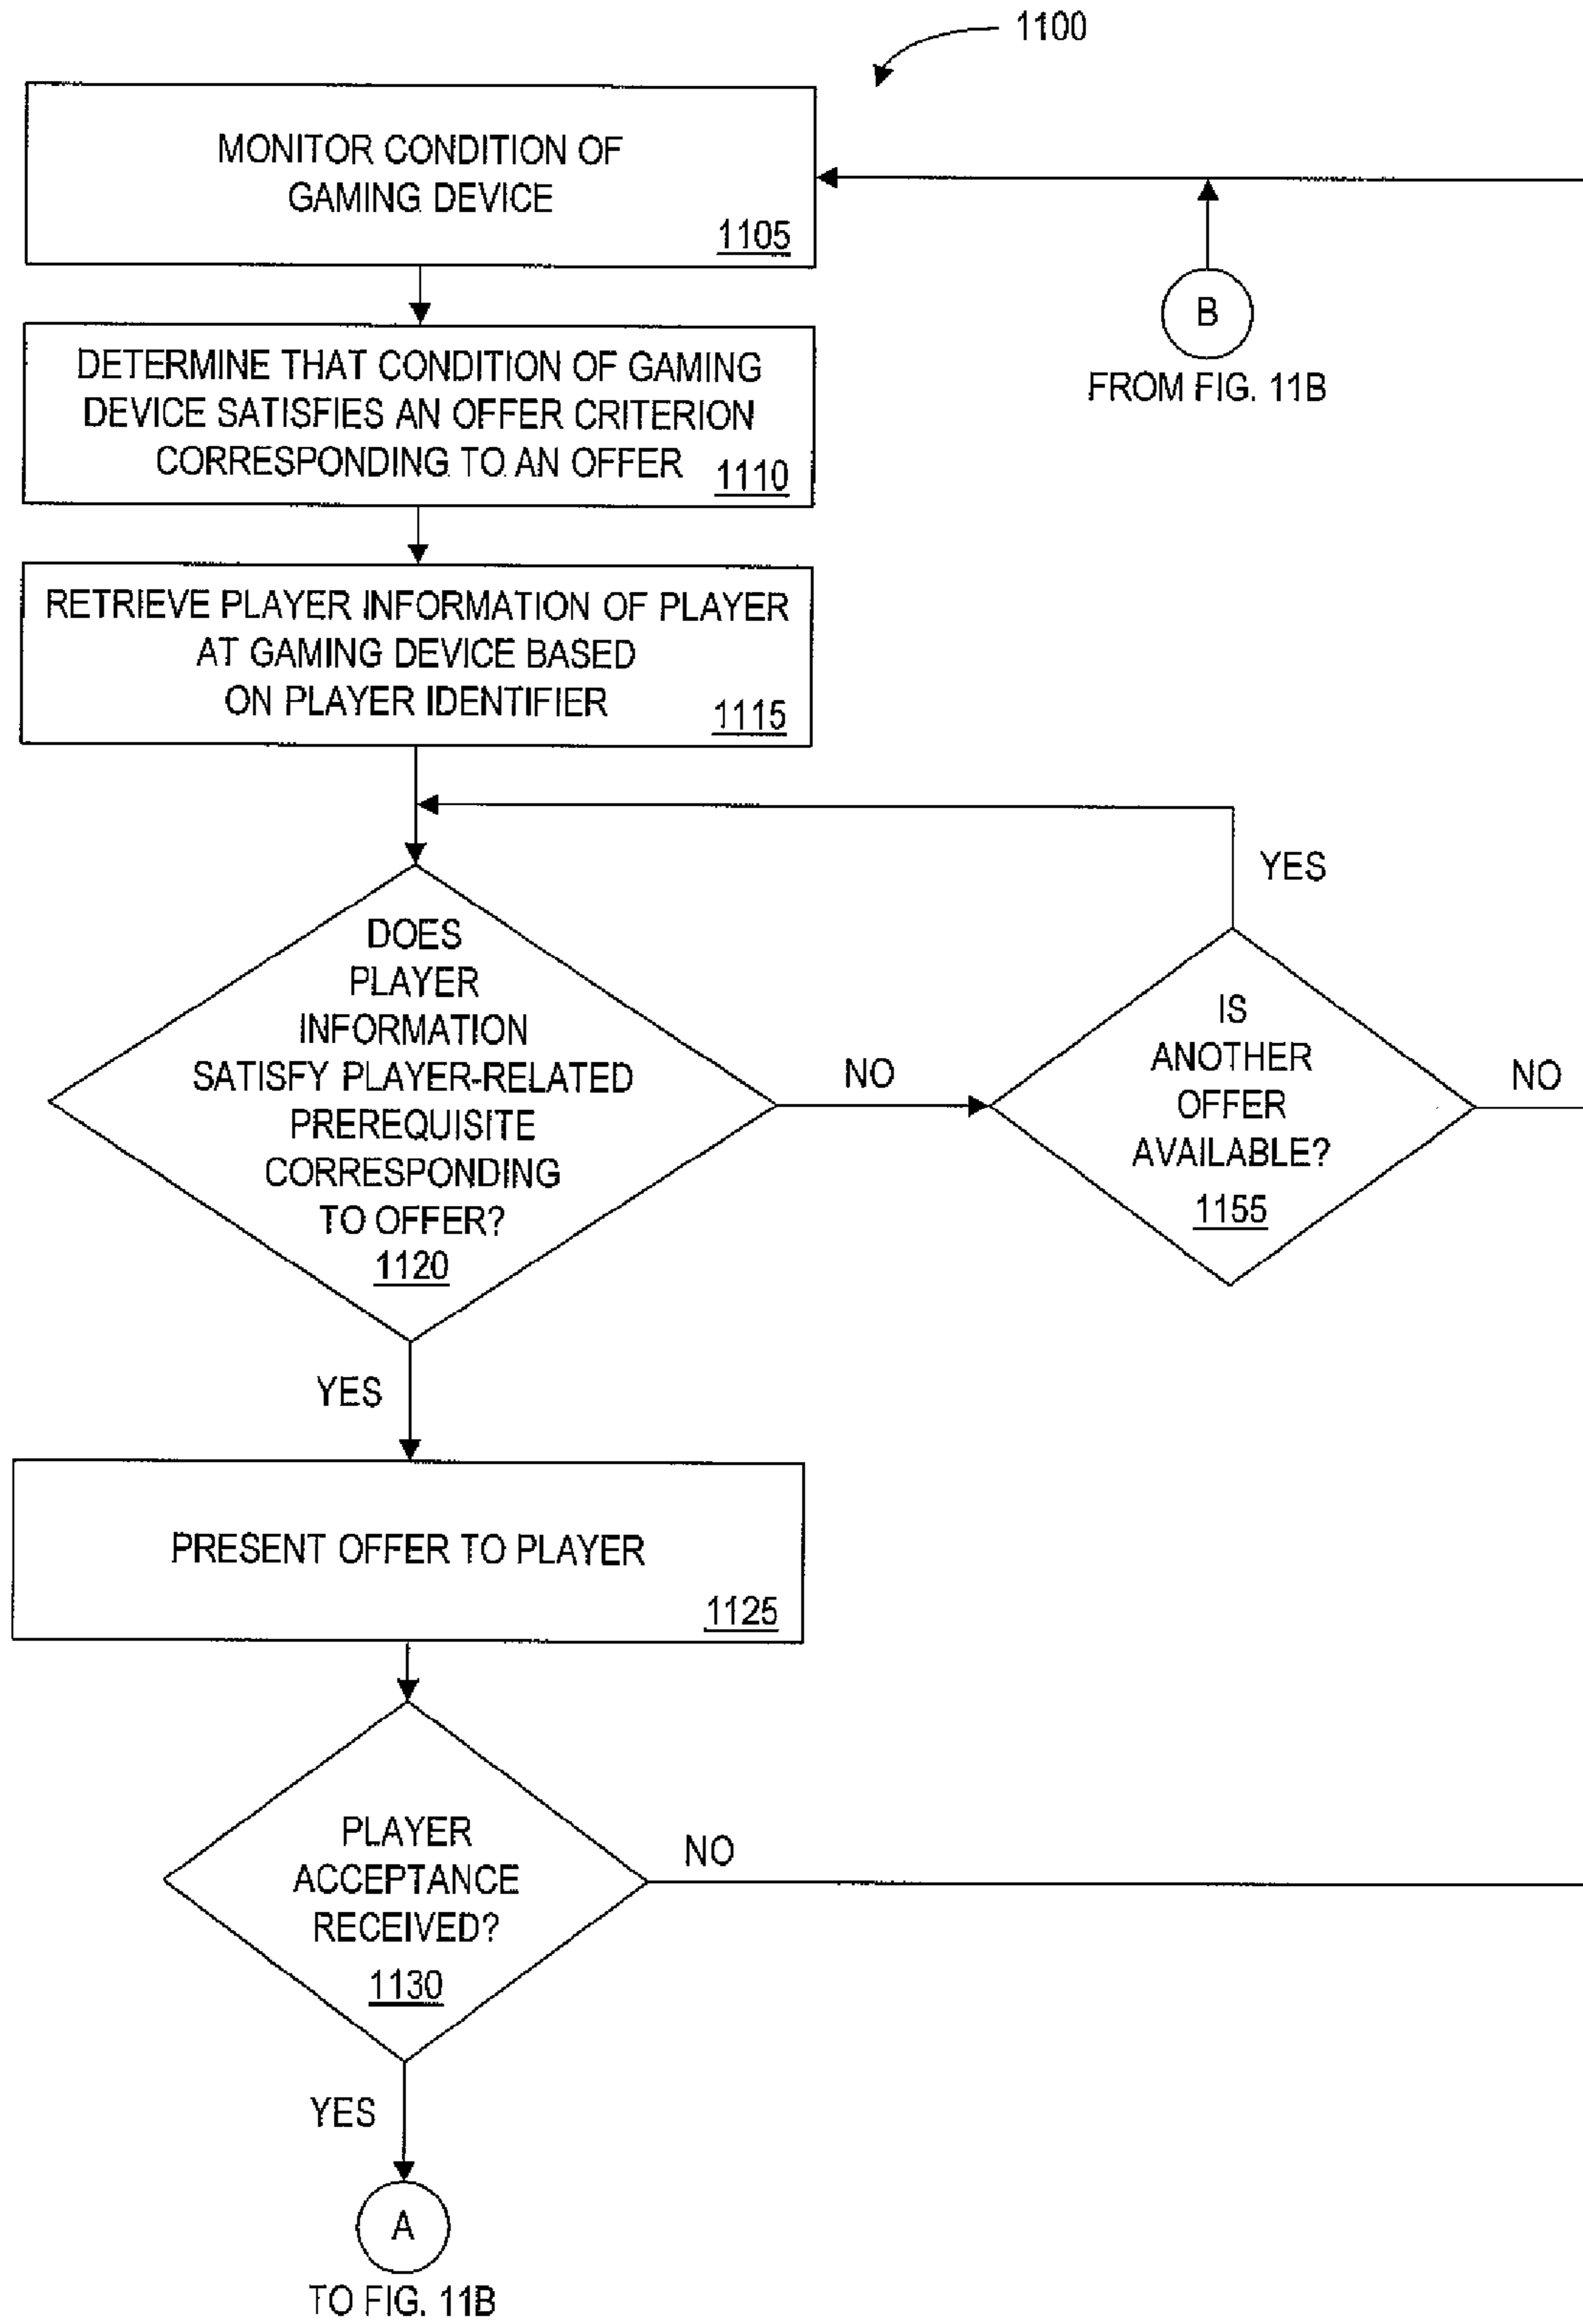 1100
MONITOR CONDITION OF
GAMING DEVICE
1105
B
FROM FIG. 11B
DETERMINE THAT CONDITION OF GAMING
DEVICE SATISFIES AN OFFER CRITERION
CORRESPONDING TO AN OFFER
1110
RETRIEVE PLAYER INFORMATION OF PLAYER
AT GAMING DEVICE BASED
ON PLAYER IDENTIFIER
1115
YES
DOES
PLAYER
INFORMATION
SATISFY PLAYER-RELATED
PREREQUISITE
CORRESPONDING
TO OFFER?
1120
NO
IS
ANOTHER
OFFER
AVAILABLE?
1155
NO
YES
PRESENT OFFER TO PLAYER
1125
PLAYER
ACCEPTANCE
RECEIVED?
1130
NO
YES
A
TO FIG. 11B